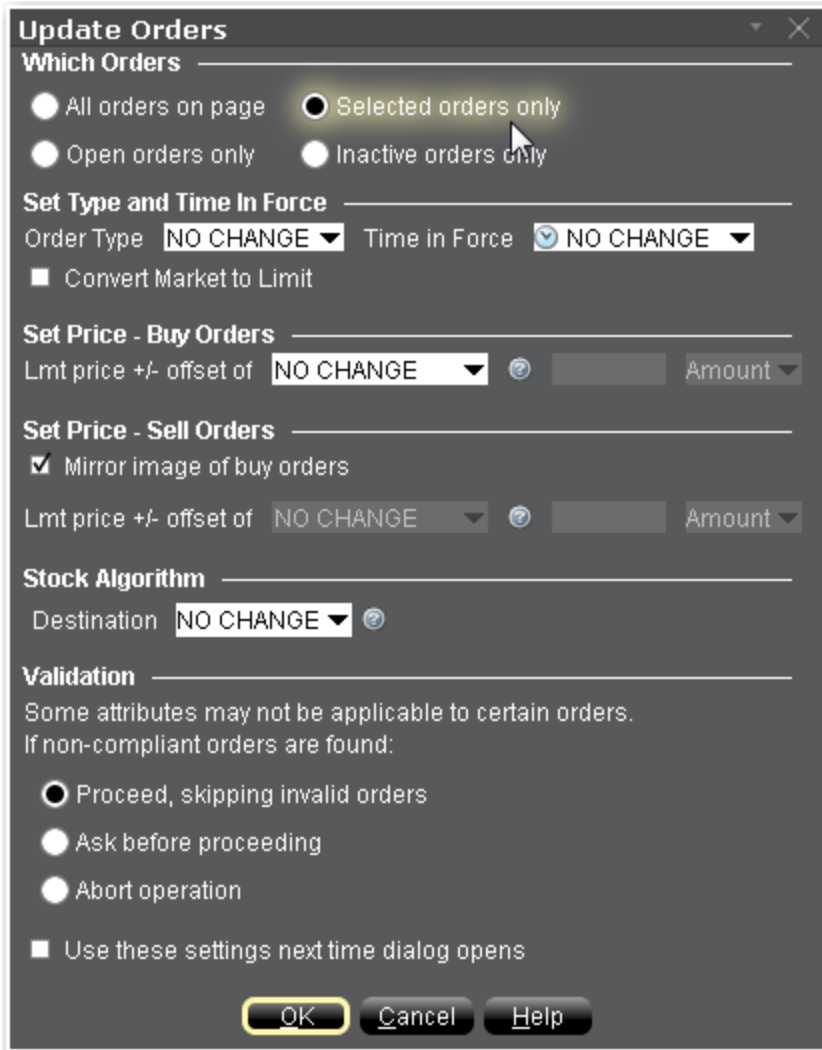 Update Orders
Which Orders
All orders on page Selected orders only
Open orders only Inactive orders only
Set Type and Time In Force
Order Type NO CHANGE Time in Force NO CHANGE
Convert Market to Limit
Set Price - Buy Orders
Lmt price +/- offset of NO CHANGE ? Amount
Set Price - Sell Orders
Mirror image of buy orders
Lmt price +/- offset of NO CHANGE ? Amount
Stock Algorithm
Destination NO CHANGE ?
Validation
Some attributes may not be applicable to certain orders.
If non-compliant orders are found:
Proceed, skipping invalid orders
Ask before proceeding
Abort operation
Use these settings next time dialog opens
OK Cancel Help